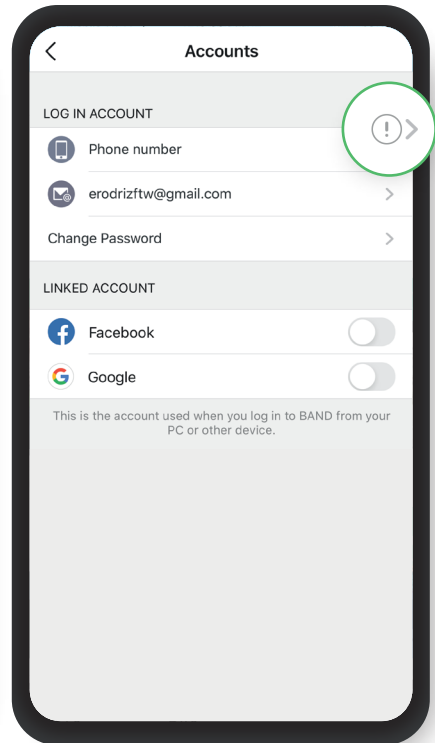 Accounts
LOG IN ACCOUNT
Phone number
erodrizftw@gmail.com
Change Password
LINKED ACCOUNT
Facebook
Google
This is the account used when you log in to BAND from your
PC or other device.